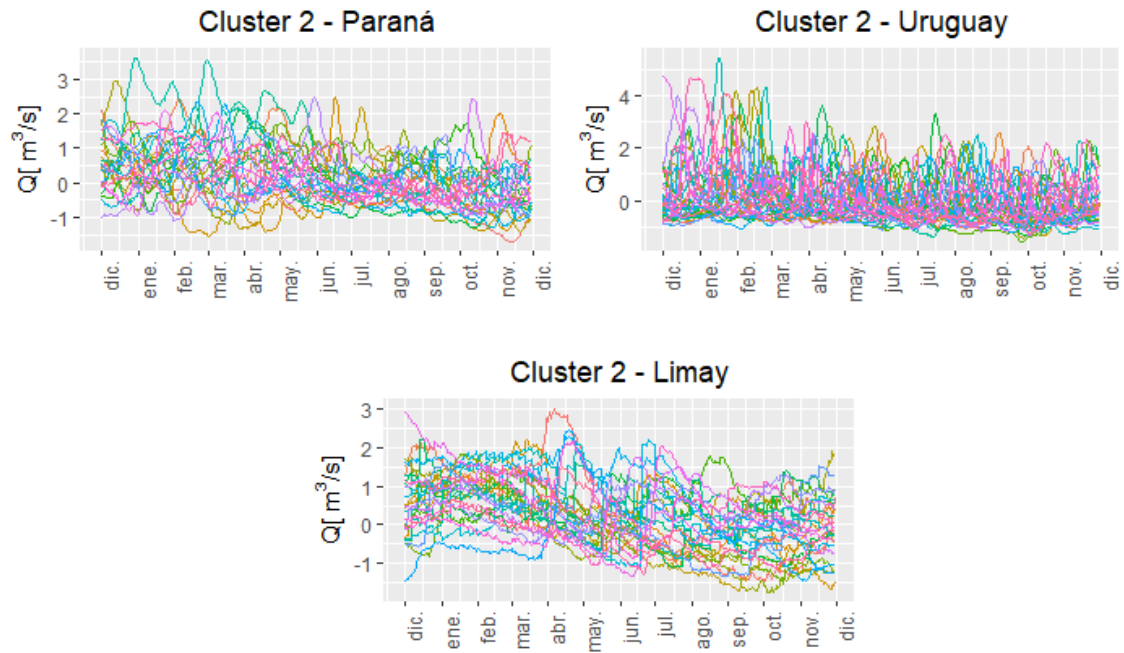 Cluster 2 - Paraná
Q[ m³/s]
3
2
1
0
-1
dic.
ene.
feb.
mar.
abr.
may.
jun.
jul.
ago.
sep.
oct.
nov.
dic.
Cluster 2 - Uruguay
Q[ m³/s]
4
2
0
dic.
ene.
feb.
mar.
abr.
may.
jun.
jul.
ago.
sep.
oct.
nov.
dic.
Cluster 2 - Limay
Q[ m³/s]
3
2
1
0
-1
dic.
ene.
feb.
mar.
abr.
may.
jun.
jul.
ago.
sep.
oct.
nov.
dic.